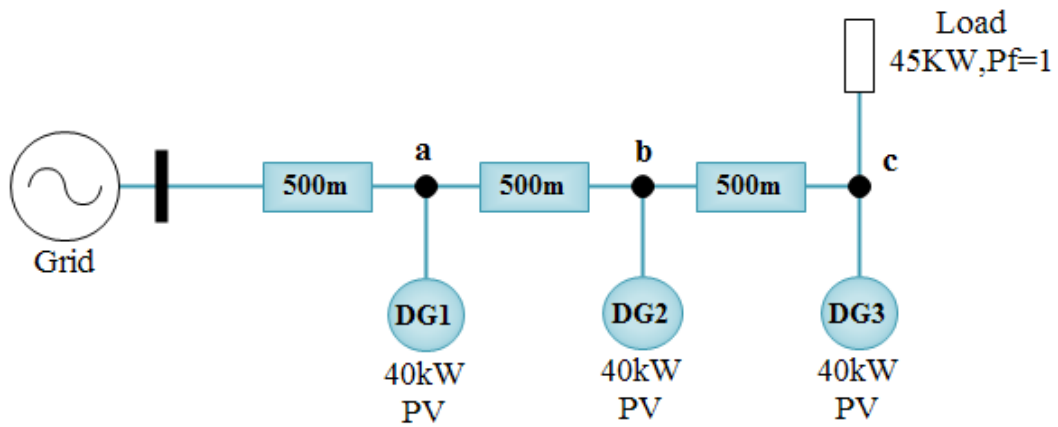 Load
45KW,Pf=1
a
b
c
500m
500m
500m
Grid
DG1
DG2
DG3
40kW
PV
40kW
PV
40kW
PV